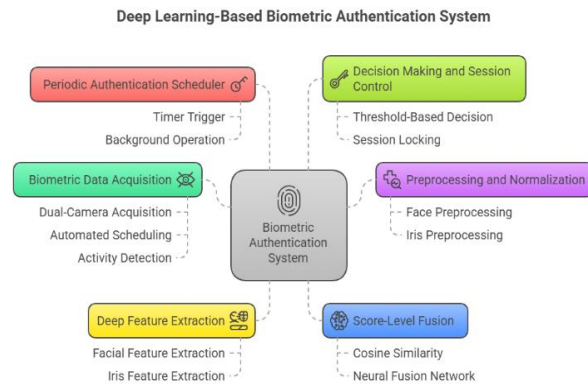 Deep Learning-Based Biometric Authentication System
Periodic Authentication Scheduler
Timer Trigger
Background Operation
Decision Making and Session
Control
Threshold-Based Decision
Session Locking
Biometric Data Acquisition
Dual-Camera Acquisition
Automated Scheduling
Activity Detection
Biometric
Authentication
System
Preprocessing and Normalization
Face Preprocessing
Iris Preprocessing
Deep Feature Extraction
Facial Feature Extraction
Iris Feature Extraction
Score-Level Fusion
Cosine Similarity
Neural Fusion Network